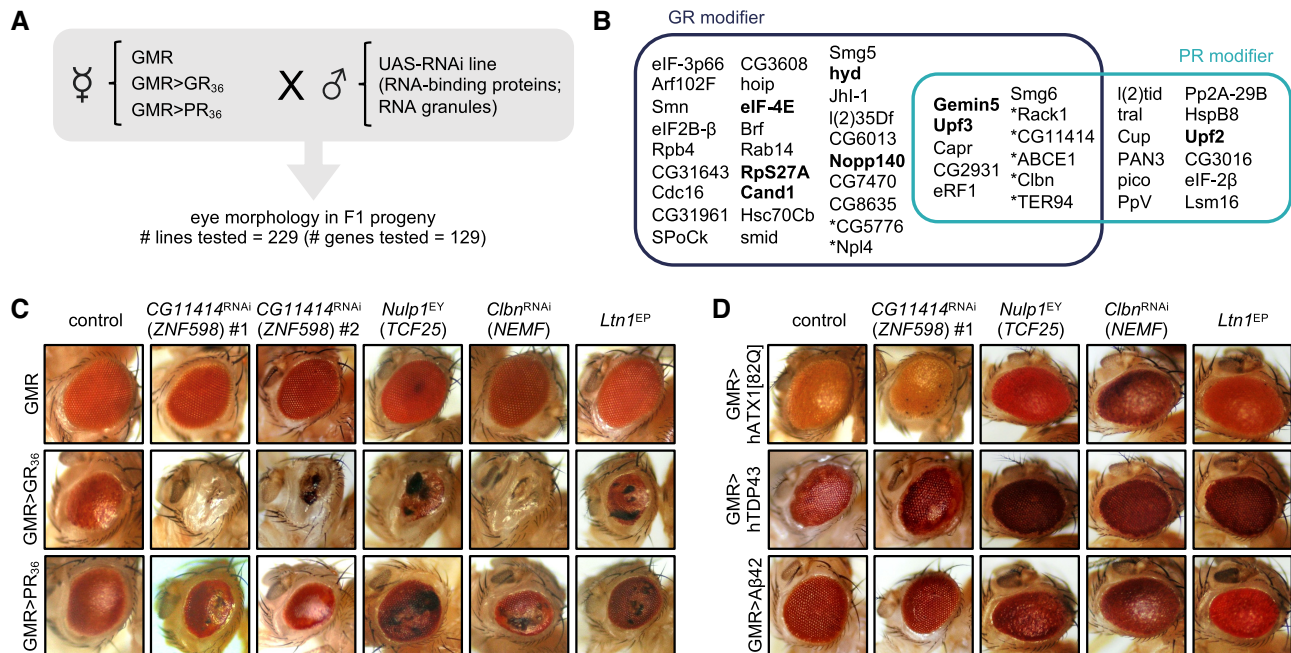 A
GMR
GMR>GR36
GMR>PR36
X
UAS-RNAi line
(RNA-binding proteins;
RNA granules)
eye morphology in F1 progeny
# lines tested = 229 (# genes tested = 129)
B
GR modifier
PR modifier
eIF-3p66
Arf102F
Smn
eIF2B-β
Rpb4
CG31643
Cdc16
CG31961
SPoCk
CG3608
hoip
eIF-4E
Brf
Rab14
RpS27A
Cand1
Hsc70Cb
smid
Smg5
hyd
Jhl-1
l(2)35Df
CG6013
Nopp140
CG7470
CG8635
*CG5776
*Npl4
Gemin5
Upf3
Capr
CG2931
eRF1
Smg6
*Rack1
*CG11414
*ABCE1
*Clbn
*TER94
l(2)tid
tral
Cup
PAN3
pico
PpV
Pp2A-29B
HspB8
Upf2
CG3016
eIF-2β
Lsm16
C
control
CG11414RNAi
(ZNF598) #1
CG11414RNAi
(ZNF598) #2
Nulp1EY
(TCF25)
ClbnRNAi
(NEMF)
Ltn1EP
GMR
GMR>GR36
GMR>PR36
D
control
CG11414RNAi
(ZNF598) #1
Nulp1EY
(TCF25)
ClbnRNAi
(NEMF)
Ltn1EP
GMR>
hATX1[82Q]
GMR>
hTDP43
GMR>Aβ42